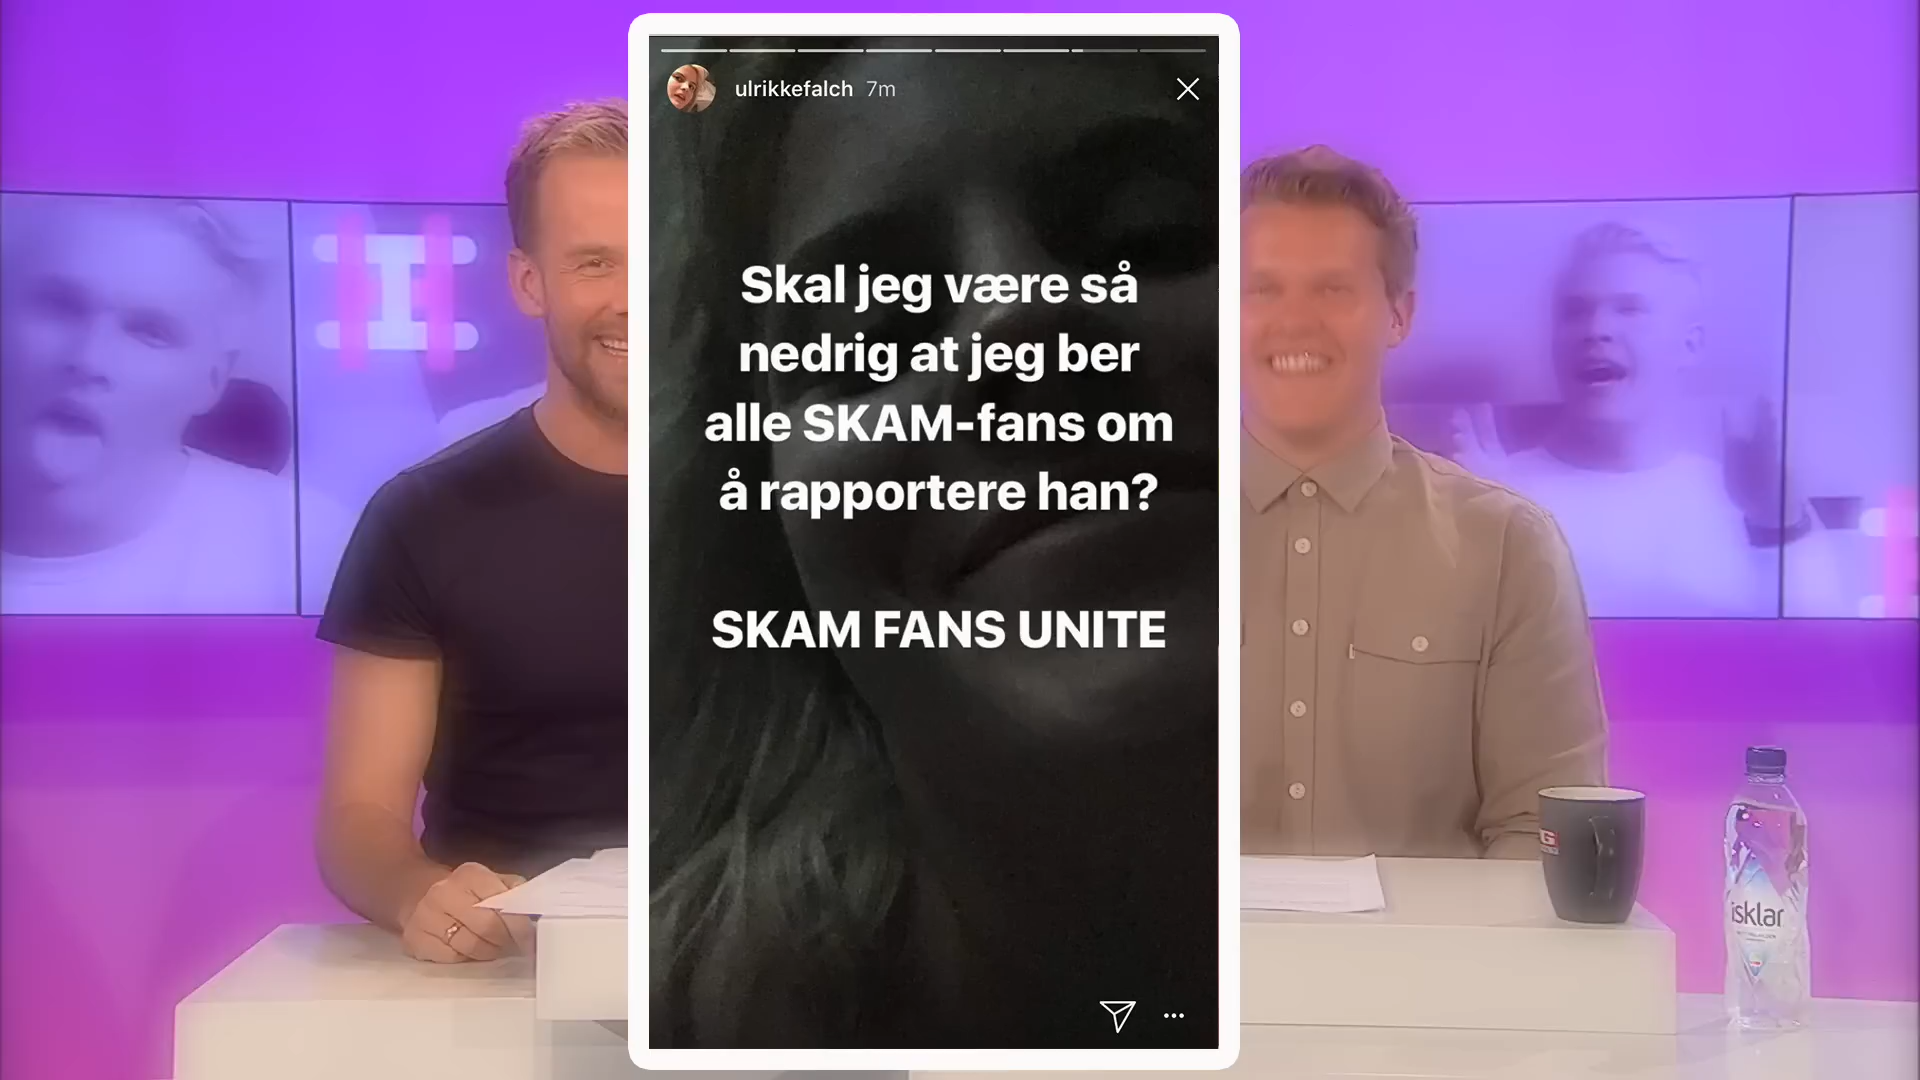 ulrikkefalch 7m
Skal jeg være så
nedrig at jeg ber
alle SKAM-fans om
å rapportere han?
SKAM FANS UNITE
G
isklar